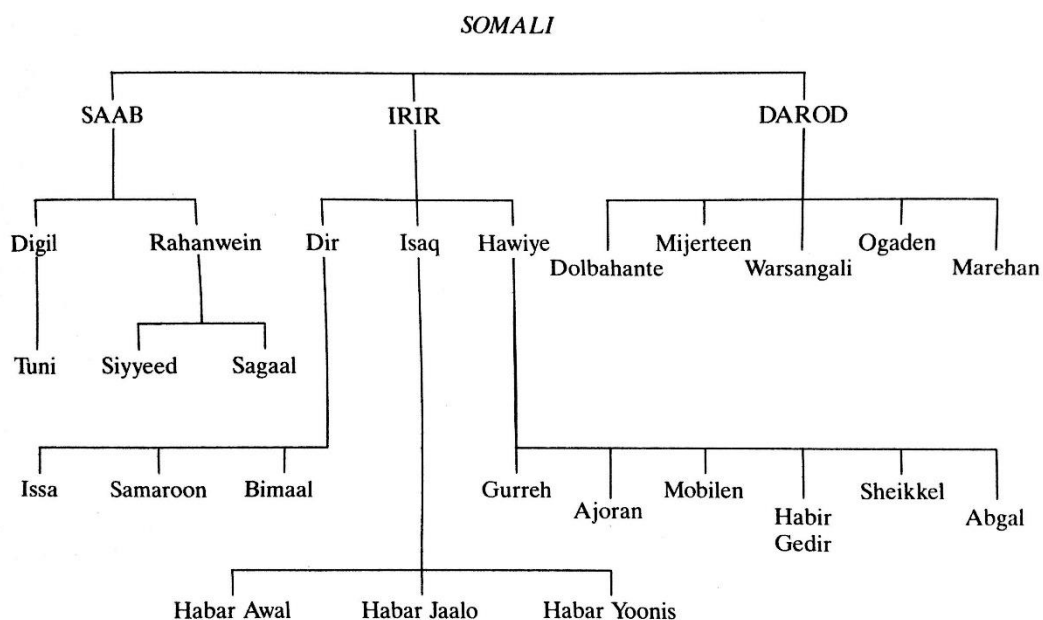 SOMALI
SAAB IRIR DAROD
Digil Rahanwein Dir Isaq Hawiye Mijerteen Ogaden
Dolbahante Warsangali Marehan
Tuni Siyyeed Sagaal
Issa Samaroon Bimaal Gurreh Mobilen Sheikkel
Ajoran Habir Abgal
Gedir
Habar Awal Habar Jaalo Habar Yoonis